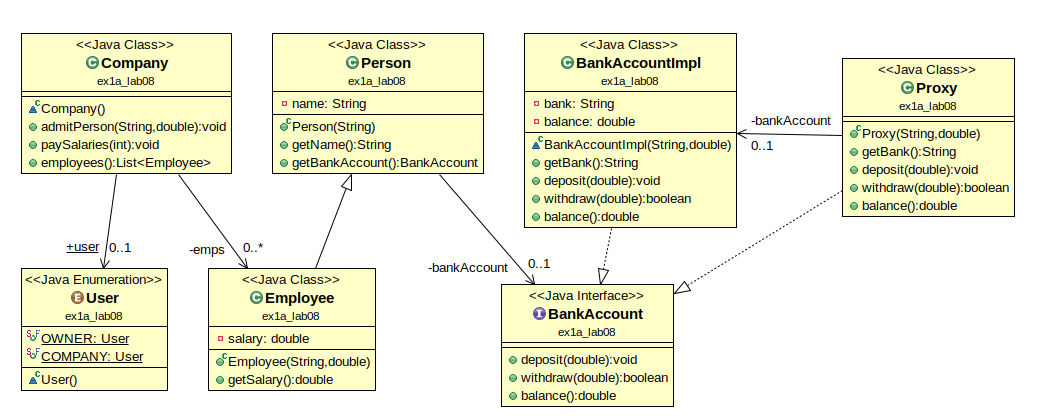 <<Java Class>>
Company
ex1a_lab08
Company()
admitPerson(String,double):void
paySalaries(int):void
employees():List<Employee>
<<Java Class>>
Person
ex1a_lab08
name: String
Person(String)
getName():String
getBankAccount():BankAccount
<<Java Class>>
BankAccountImpl
ex1a_lab08
bank: String
balance: double
BankAccountImpl(String,double)
getBank():String
deposit(double):void
withdraw(double):boolean
balance():double
<<Java Class>>
Proxy
ex1a_lab08
Proxy(String,double)
getBank():String
deposit(double):void
withdraw(double):boolean
balance():double
-bankAccount
0..1
+user
0..1
-emps
0..*
-bankAccount
0..1
<<Java Enumeration>>
User
ex1a_lab08
OWNER: User
COMPANY: User
User()
<<Java Class>>
Employee
ex1a_lab08
salary: double
Employee(String,double)
getSalary():double
<<Java Interface>>
BankAccount
ex1a_lab08
deposit(double):void
withdraw(double):boolean
balance():double